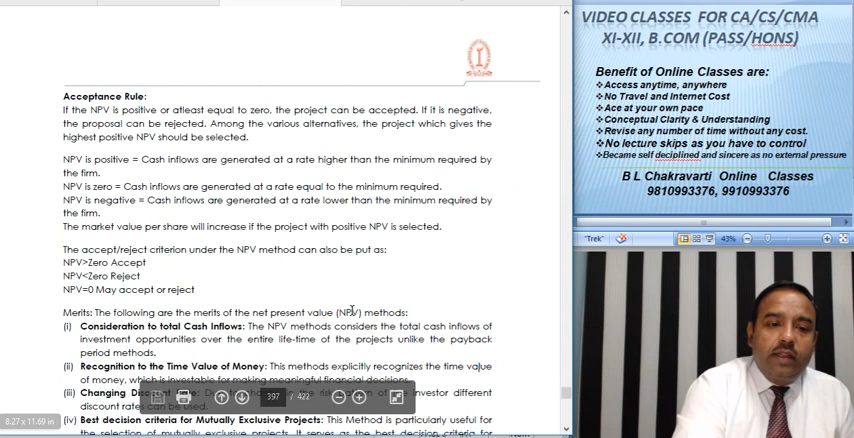 Acceptance Rule:
If the NPV is positive or atleast equal to zero, the project can be accepted. If it is negative,
the proposal can be rejected. Among the various alternatives, the project which gives the
highest positive NPV should be selected.
NPV is positive = Cash inflows are generated at a rate higher than the minimum required by
the firm.
NPV is zero = Cash inflows are generated at a rate equal to the minimum required.
NPV is negative = Cash inflows are generated at a rate lower than the minimum required by
the firm.
The market value per share will increase if the project with positive NPV is selected.
The accept/reject criterion under the NPV method can also be put as:
NPV>Zero Accept
NPV<Zero Reject
NPV=0 May accept or reject
Merits: The following are the merits of the net present value (NPV) methods:
(i) Consideration to total Cash Inflows: The NPV methods considers the total cash inflows of
investment opportunities over the entire life-time of the projects unlike the payback
period methods.
(ii) Recognition to the Time Value of Money: This methods explicitly recognizes the time value
of money, which is investable for making meaningful financial decisions.
(iii) Changing Discount investor different
discount rates can be used.
(iv) Best decision criteria for Mutually Exclusive Projects: This Method is particularly useful for
the selection of mutually exclusive projects. It serves as the best decision criteria for
397 / 422
8.27 x 11.69 in
VIDEO CLASSES FOR CA/CS/CMA
XI-XII, B.COM (PASS/HONS)
Benefit of Online Classes are:
❖Access anytime, anywhere
❖No Travel and Internet Cost
❖Ace at your own pace
❖Conceptual Clarity & Understanding
❖Revise any number of time without any cost.
❖No lecture skips as you have to control
❖Became self deciplined and sincere as no external pressure
B L Chakravarti Online Classes
9810993376, 9910993376
"Trek" 43%